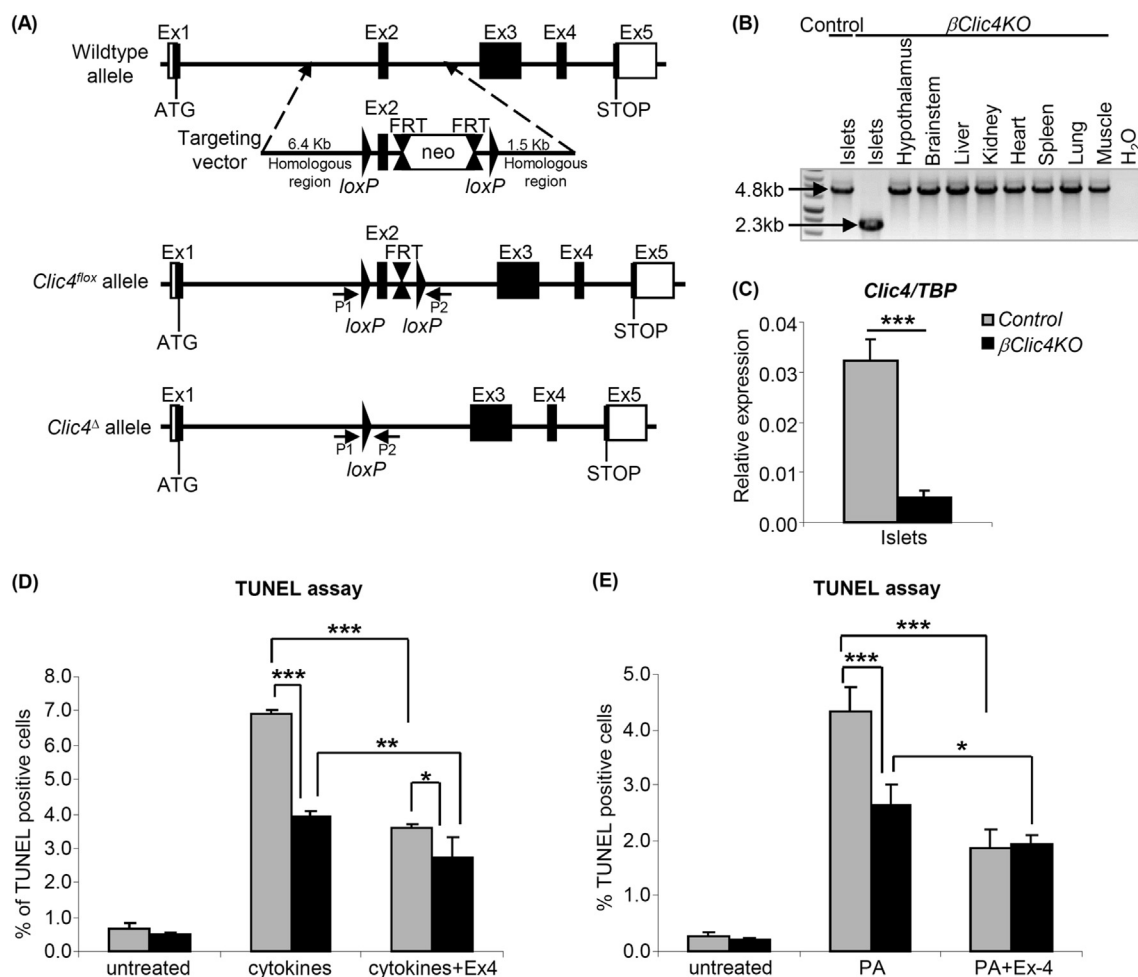 (A)
Ex1 Ex2 Ex3 Ex4 Ex5
Wildtype
allele
ATG STOP
Ex2
FRT FRT
Targeting
vector
6.4 Kb neo 1.5 Kb
Homologous
region
Homologous
region
loxP loxP
Ex1 Ex2 Ex3 Ex4 Ex5
FRT
Clic4flox allele
P1 P2
loxP loxP
ATG STOP
Ex1 Ex3 Ex4 Ex5
Clic4Δ allele
P1 P2
loxP
ATG STOP
(B)
Control βClic4KO
Islets
Islets
Hypothalamus
Brainstem
Liver
Kidney
Heart
Spleen
Lung
Muscle
H2O
4.8kb
2.3kb
(C)
Clic4/TBP
Relative expression
0.04
0.03
0.02
0.01
0.00
***
Control
βClic4KO
Islets
(D)
TUNEL assay
% of TUNEL positive cells
8.0
7.0
6.0
5.0
4.0
3.0
2.0
1.0
0.0
***
***
**
*
untreated cytokines cytokines+Ex4
(E)
TUNEL assay
% TUNEL positive cells
5.0
4.0
3.0
2.0
1.0
0.0
***
***
*
untreated PA PA+Ex-4